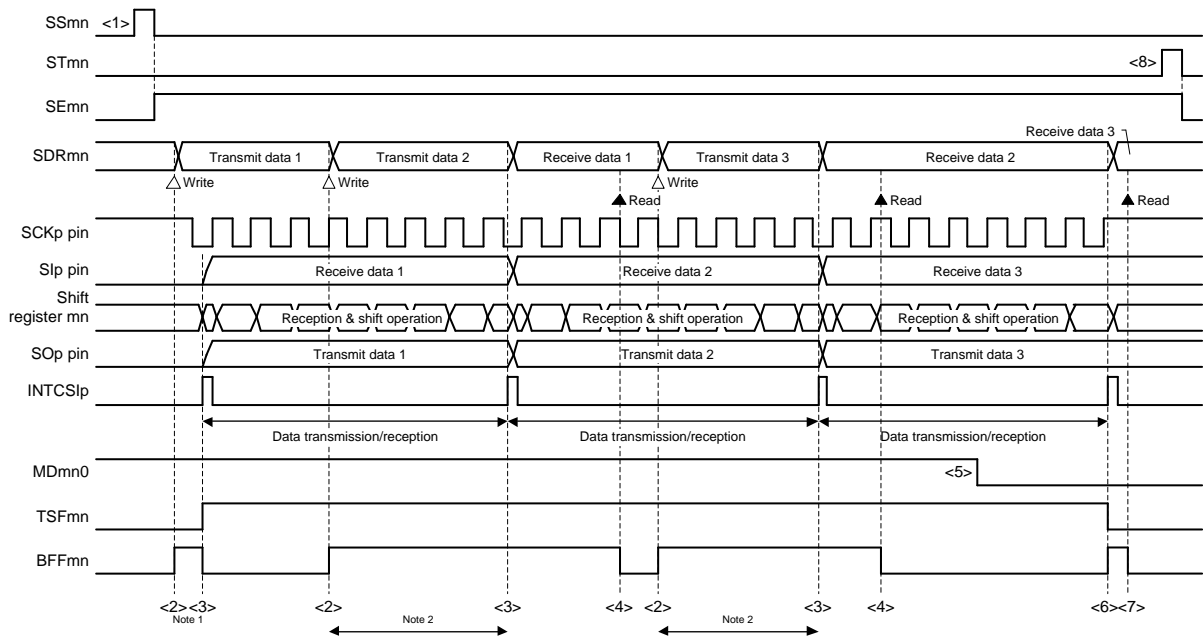 SSmn <1>
STmn <8>
SEmn
Receive data 3
SDRmn Transmit data 1 Transmit data 2 Receive data 1 Transmit data 3 Receive data 2
Write Write Write
Read Read Read
SCKp pin
SIp pin Receive data 1 Receive data 2 Receive data 3
Shift
register mn Reception & shift operation Reception & shift operation Reception & shift operation
SOp pin Transmit data 1 Transmit data 2 Transmit data 3
INTCSIp
Data transmission/reception Data transmission/reception Data transmission/reception
MDmn0 <5>
TSFmn
BFFmn
<2> <3> <2> <3> <4> <2> <3> <4> <6> <7>
Note 1 Note 2 Note 2